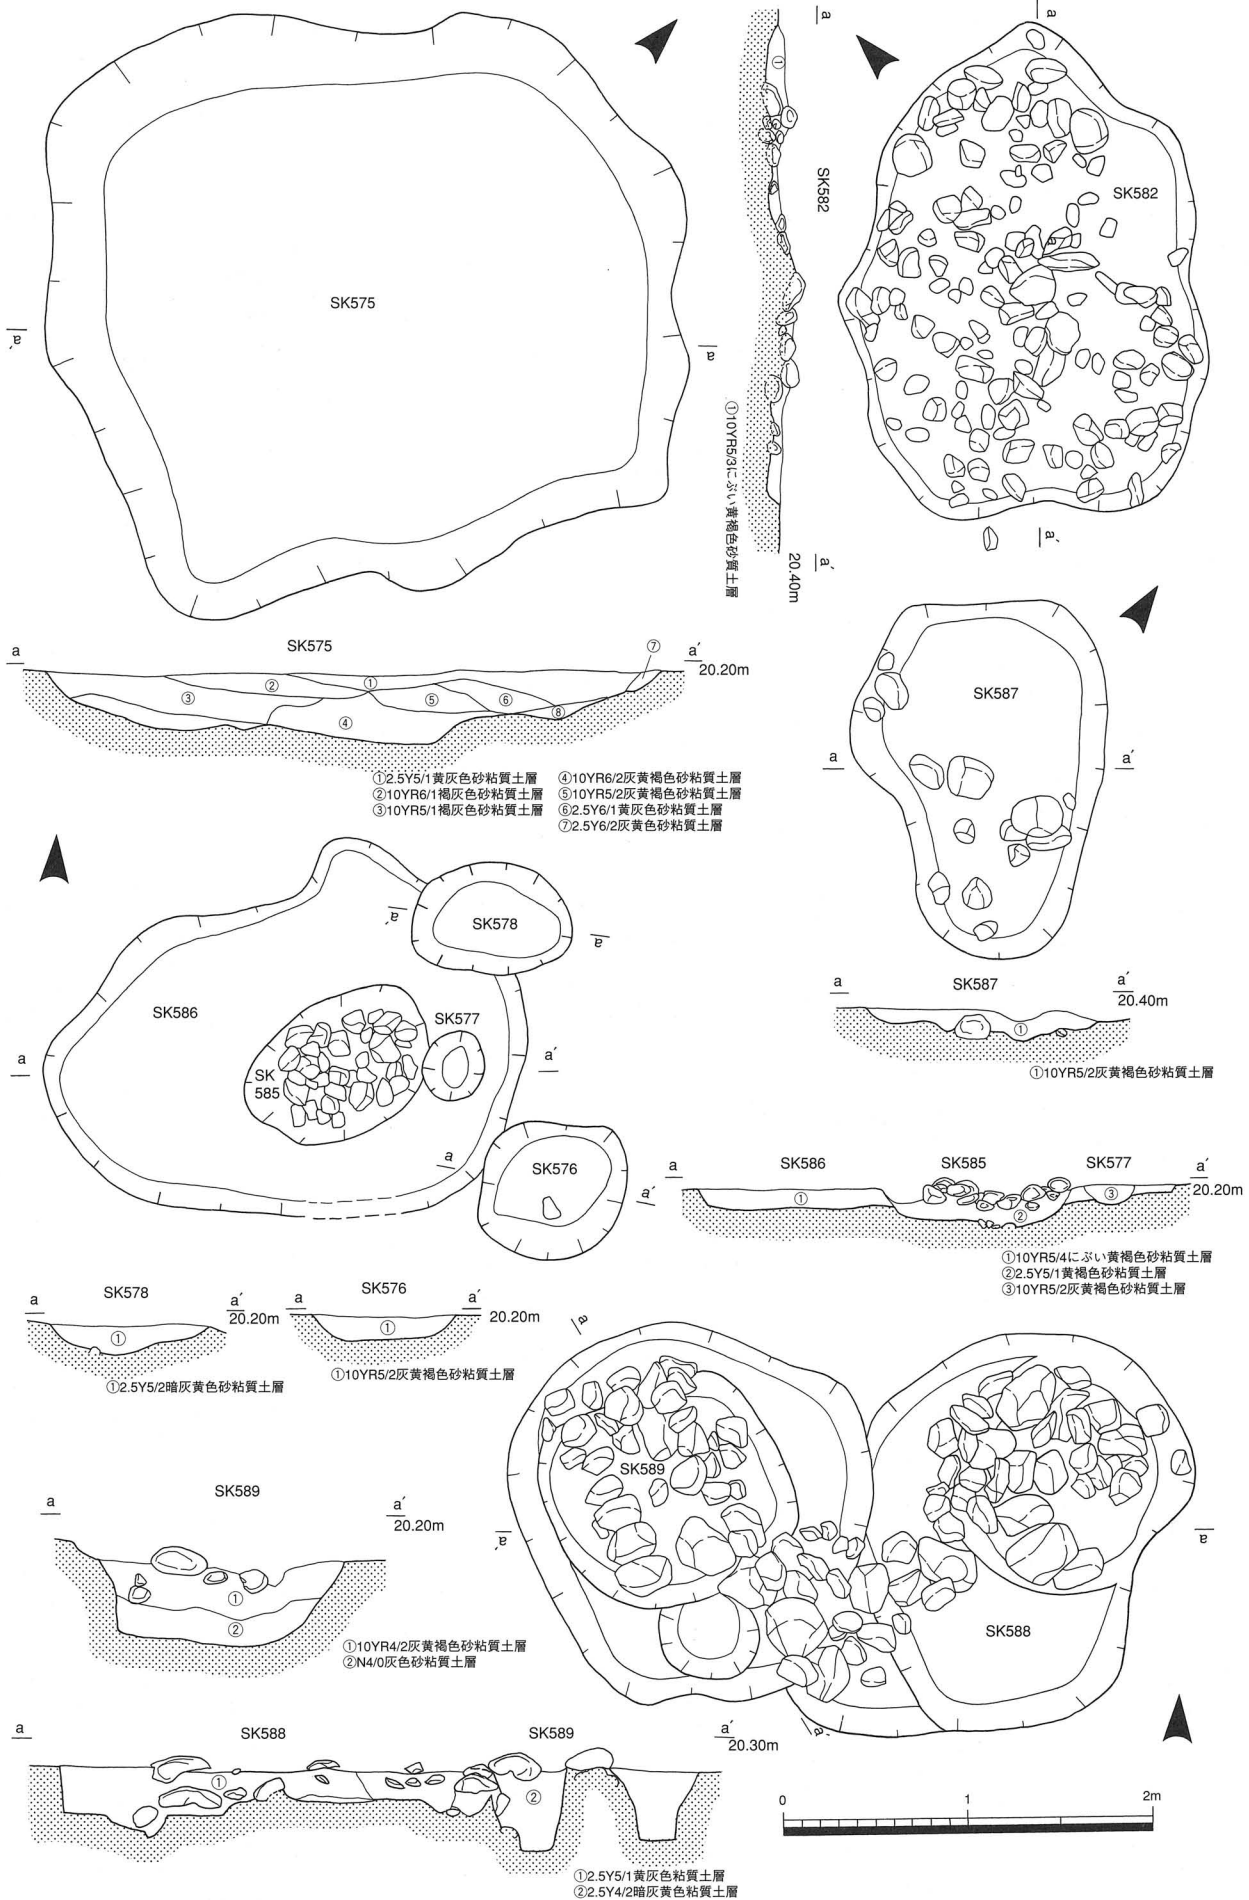 SK575
a'
a
a
SK582
①
①10YR5/3にぶい黄褐色砂質土層
a'
20.40m
a
SK582
a
a'
SK575
a
a'
20.20m
①
②
③
④
⑤
⑥
⑦
⑧
①2.5Y5/1黄灰色砂粘質土層
②10YR6/1褐灰色砂粘質土層
③10YR5/1褐灰色砂粘質土層
④10YR6/2灰黄褐色砂粘質土層
⑤10YR5/2灰黄褐色砂粘質土層
⑥2.5Y6/1黄灰色砂粘質土層
⑦2.5Y6/2灰黄色砂粘質土層
SK587
a
a'
SK587
a
a'
20.40m
①
①10YR5/2灰黄褐色砂粘質土層
SK586
SK578
a'
a
SK577
SK
585
a
a'
SK576
a
a'
SK586
SK585
SK577
a
a'
20.20m
①
②
③
①10YR5/4にぶい黄褐色砂粘質土層
②2.5Y5/1黄褐色砂粘質土層
③10YR5/2灰黄褐色砂粘質土層
SK578
a
a'
20.20m
①
①2.5Y5/2暗灰黄色砂粘質土層
SK576
a
a'
20.20m
①
①10YR5/2灰黄褐色砂粘質土層
SK589
a
a'
20.20m
①
②
①10YR4/2灰黄褐色砂粘質土層
②N4/0灰色砂粘質土層
a
SK589
a'
a
SK588
a'
SK588
SK589
a
a'
20.30m
①
②
①2.5Y5/1黄灰色粘質土層
②2.5Y4/2暗灰黄色粘質土層
0
1
2m